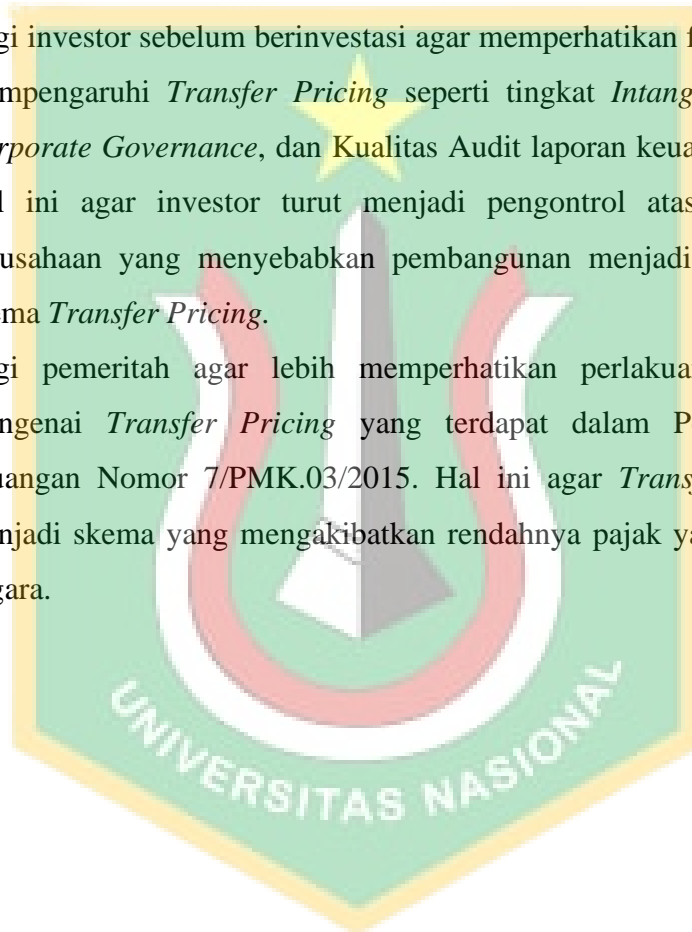 gi investor sebelum berinvestasi agar memperhatikan
mpengaruhi Transfer Pricing seperti tingkat Intang
rporate Governance, dan Kualitas Audit laporan keua
l ini agar investor turut menjadi pengontrol atas
usahaan yang menyebabkan pembangunan menjadi
ema Transfer Pricing.
gi pemeritah agar lebih memperhatikan perlakua
ngenai Transfer Pricing yang terdapat dalam P
uangan Nomor 7/PMK.03/2015. Hal ini agar Transf
njadi skema yang mengakibatkan rendahnya pajak ya
gara.
UNIVERSITAS NASIONAL